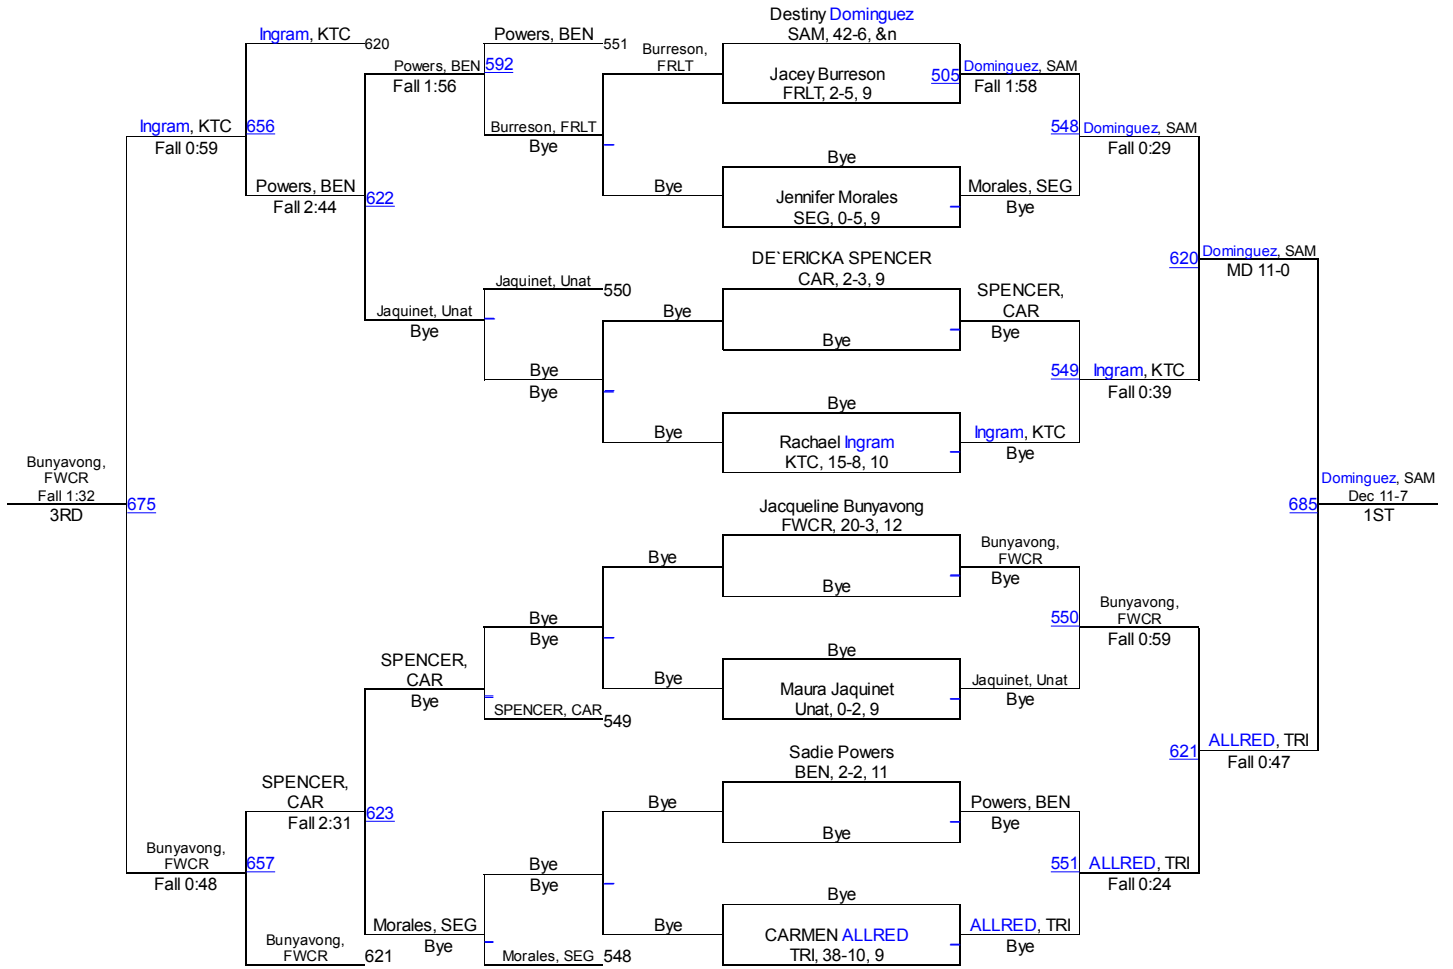 Destiny Dominguez
SAM, 42-6, &n
Ingram, KTC
620
Powers, BEN
551
Burreson,
FRLT
Powers, BEN
592
Fall 1:56
Jacey Burreson
FRLT, 2-5, 9
505
Dominguez, SAM
Fall 1:58
Ingram, KTC
656
Fall 0:59
Burreson, FRLT
Bye
548
Dominguez, SAM
Fall 0:29
Bye
Powers, BEN
Fall 2:44
622
Bye
Jennifer Morales
SEG, 0-5, 9
Morales, SEG
Bye
DE`ERICKA SPENCER
CAR, 2-3, 9
620
Dominguez, SAM
MD 11-0
Jaquinet, Unat
550
SPENCER,
CAR
Bye
Jaquinet, Unat
Bye
Bye
Bye
Bye
Bye
549
Ingram, KTC
Fall 0:39
Bye
Bye
Rachael Ingram
KTC, 15-8, 10
Ingram, KTC
Bye
Bunyavong,
FWCR
Fall 1:32
3RD
675
Jacqueline Bunyavong
FWCR, 20-3, 12
685
Dominguez, SAM
Dec 11-7
1ST
Bye
Bye
Bunyavong,
FWCR
Bye
Bye
Bye
550
Bunyavong,
FWCR
Fall 0:59
SPENCER,
CAR
Bye
Bye
Bye
Maura Jaquinet
Unat, 0-2, 9
Jaquinet, Unat
Bye
SPENCER, CAR
549
621
ALLRED, TRI
Fall 0:47
Sadie Powers
BEN, 2-2, 11
SPENCER,
CAR
Fall 2:31
623
Bye
Bye
Powers, BEN
Bye
Bunyavong,
FWCR
Fall 0:48
657
Bye
Bye
551
ALLRED, TRI
Fall 0:24
Bye
Morales, SEG
Bye
Bye
CARMEN ALLRED
TRI, 38-10, 9
ALLRED, TRI
Bye
Bunyavong,
FWCR
621
Morales, SEG
548